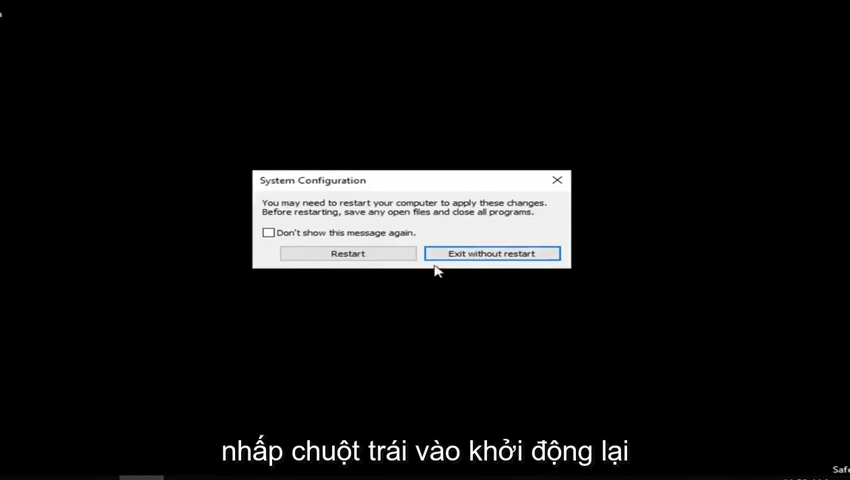 System Configuration
You may need to restart your computer to apply these changes.
Before restarting, save any open files and close all programs.
Don't show this message again.
Restart
Exit without restart
nhấp chuột trái vào khởi động lại
Safe